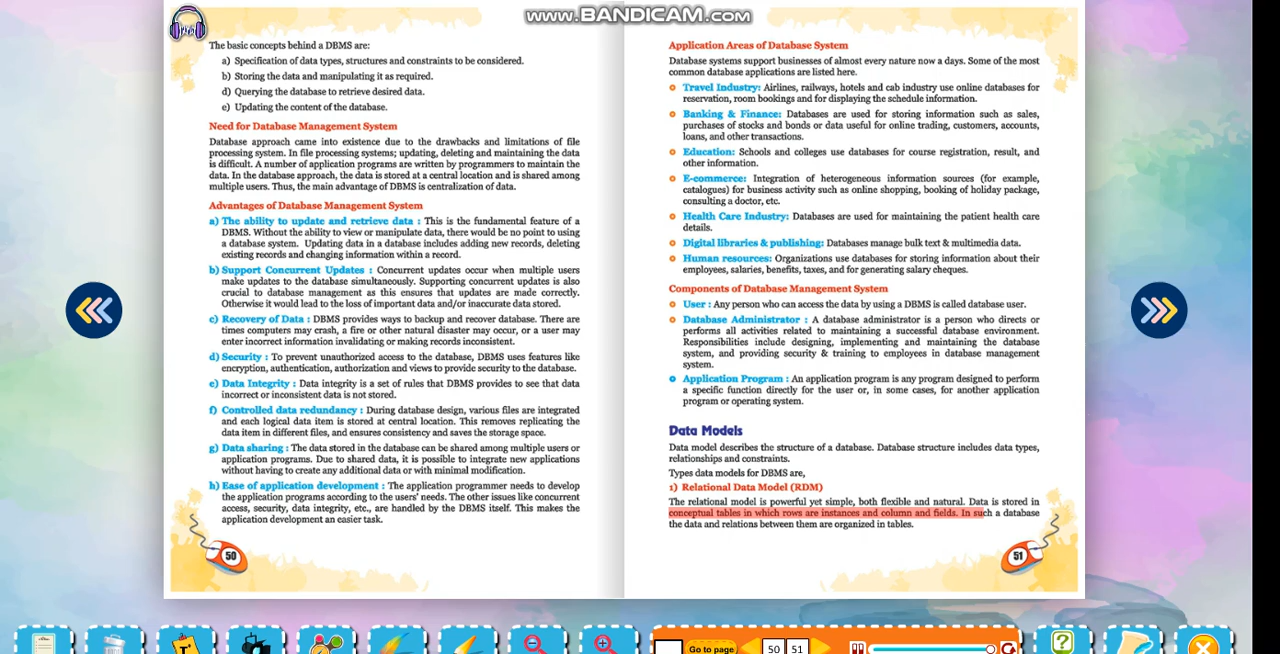 www.BANDICAM.com
The basic concepts behind a DBMS are:
a) Specification of data types, structures and constraints to be considered.
b) Storing the data and manipulating it as required.
d) Querying the database to retrieve desired data.
e) Updating the content of the database.
Need for Database Management System
Database approach came into existence due to the drawbacks and limitations of file
processing system. In file processing systems; updating, deleting and maintaining the data
is difficult. A number of application programs are written by programmers to maintain the
data. In the database approach, the data is stored at a central location and is shared among
multiple users. Thus, the main advantage of DBMS is centralization of data.
Advantages of Database Management System
a) The ability to update and retrieve data : This is the fundamental feature of a
DBMS. Without the ability to view or manipulate data, there would be no point to using
a database system. Updating data in a database includes adding new records, deleting
existing records and changing information within a record.
b) Support Concurrent Updates : Concurrent updates occur when multiple users
make updates to the database simultaneously. Supporting concurrent updates is also
crucial to database management as this ensures that updates are made correctly.
Otherwise it would lead to the loss of important data and/or inaccurate data stored.
c) Recovery of Data : DBMS provides ways to backup and recover database. There are
times computers may crash, a fire or other natural disaster may occur, or a user may
enter incorrect information invalidating or making records inconsistent.
d) Security : To prevent unauthorized access to the database, DBMS uses features like
encryption, authentication, authorization and views to provide security to the database.
e) Data Integrity : Data integrity is a set of rules that DBMS provides to see that data
incorrect or inconsistent data is not stored.
f) Controlled data redundancy : During database design, various files are integrated
and each logical data item is stored at central location. This removes replicating the
data item in different files, and ensures consistency and saves the storage space.
g) Data sharing : The data stored in the database can be shared among multiple users or
application programs. Due to shared data, it is possible to integrate new applications
without having to create any additional data or with minimal modification.
h) Ease of application development : The application programmer needs to develop
the application programs according to the users' needs. The other issues like concurrent
access, security, data integrity, etc., are handled by the DBMS itself. This makes the
application development an easier task.
50
Application Areas of Database System
Database systems support businesses of almost every nature now a days. Some of the most
common database applications are listed here.
Travel Industry: Airlines, railways, hotels and cab industry use online databases for
reservation, room bookings and for displaying the schedule information.
Banking & Finance: Databases are used for storing information such as sales,
purchases of stocks and bonds or data useful for online trading, customers, accounts,
loans, and other transactions.
Education: Schools and colleges use databases for course registration, result, and
other information.
E-commerce: Integration of heterogeneous information sources (for example,
catalogues) for business activity such as online shopping, booking of holiday package,
consulting a doctor, etc.
Health Care Industry: Databases are used for maintaining the patient health care
details.
Digital libraries & publishing: Databases manage bulk text & multimedia data.
Human resources: Organizations use databases for storing information about their
employees, salaries, benefits, taxes, and for generating salary cheques.
Components of Database Management System
User : Any person who can access the data by using a DBMS is called database user.
Database Administrator : A database administrator is a person who directs or
performs all activities related to maintaining a successful database environment.
Responsibilities include designing, implementing and maintaining the database
system, and providing security & training to employees in database management
system.
Application Program : An application program is any program designed to perform
a specific function directly for the user or, in some cases, for another application
program or operating system.
Data Models
Data model describes the structure of a database. Database structure includes data types,
relationships and constraints.
Types data models for DBMS are,
1) Relational Data Model (RDM)
The relational model is powerful yet simple, both flexible and natural. Data is stored in
conceptual tables in which rows are instances and column and fields. In such a database
the data and relations between them are organized in tables.
51
Go to page
50 51